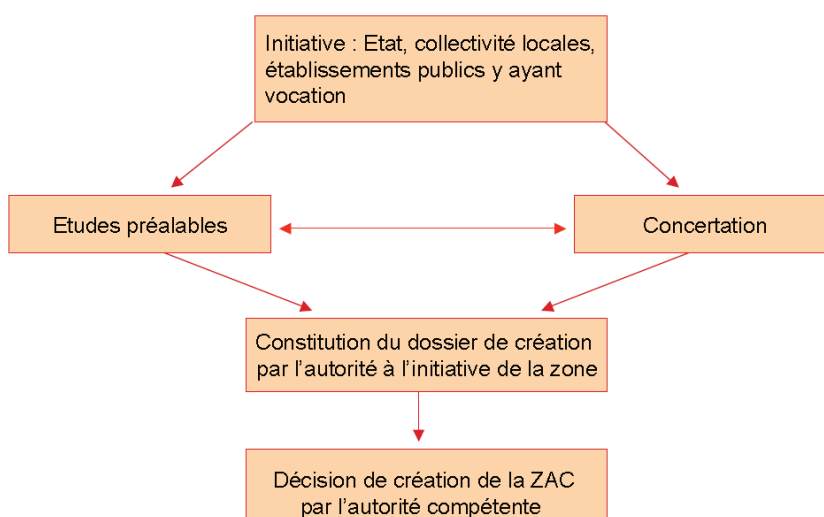 Initiative : Etat, collectivité locales,
établissements publics y ayant
vocation
Etudes préalables
Concertation
Constitution du dossier de création
par l'autorité à l'initiative de la zone
Décision de création de la ZAC
par l'autorité compétente